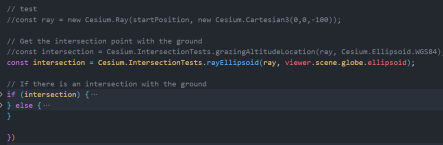 // test
//const ray = new Cesium.Ray(startPosition, new Cesium.Cartesian3(0,0,-100));
// Get the intersection point with the ground
//const intersection = Cesium.IntersectionTests.grazingAltitudeLocation(ray, Cesium.Ellipsoid.WGS84)
const intersection = Cesium.IntersectionTests.rayEllipsoid(ray, viewer.scene.globe.ellipsoid);
// If there is an intersection with the ground
if (intersection) {···
} else {···
}
})